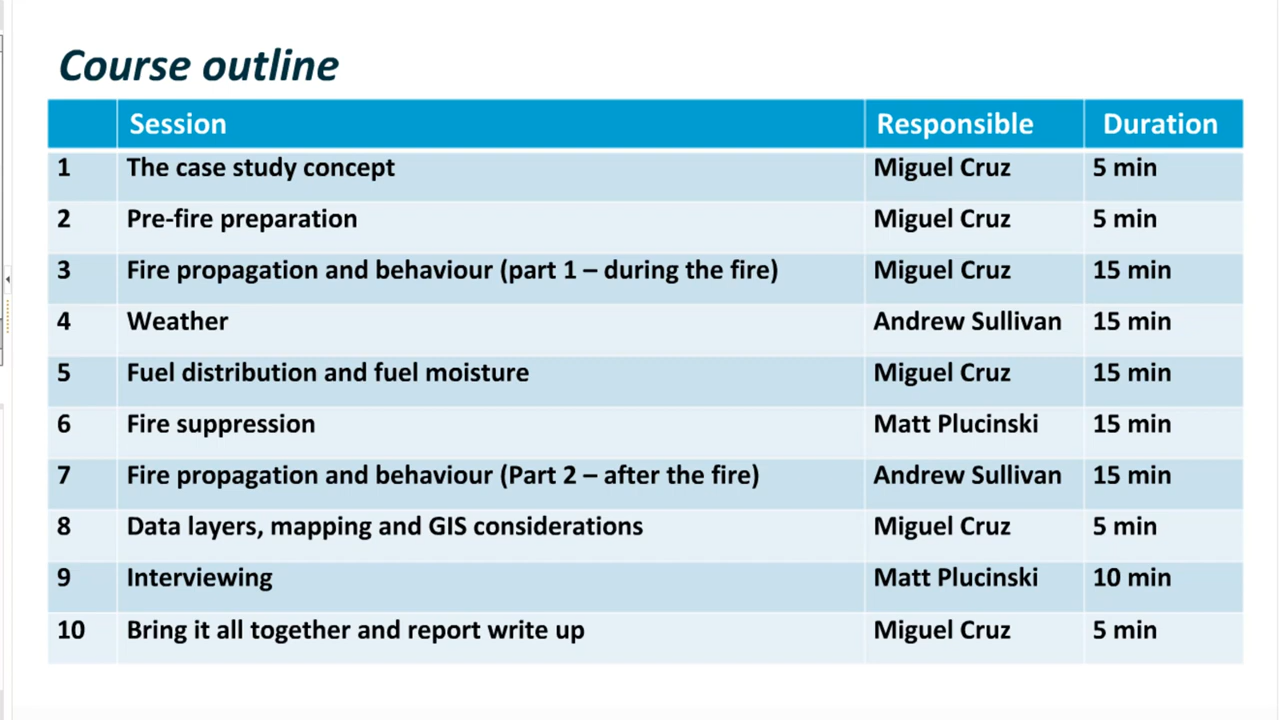 Course outline
Session Responsible Duration
1 The case study concept Miguel Cruz 5 min
2 Pre-fire preparation Miguel Cruz 5 min
3 Fire propagation and behaviour (part 1 – during the fire) Miguel Cruz 15 min
4 Weather Andrew Sullivan 15 min
5 Fuel distribution and fuel moisture Miguel Cruz 15 min
6 Fire suppression Matt Plucinski 15 min
7 Fire propagation and behaviour (Part 2 – after the fire) Andrew Sullivan 15 min
8 Data layers, mapping and GIS considerations Miguel Cruz 5 min
9 Interviewing Matt Plucinski 10 min
10 Bring it all together and report write up Miguel Cruz 5 min